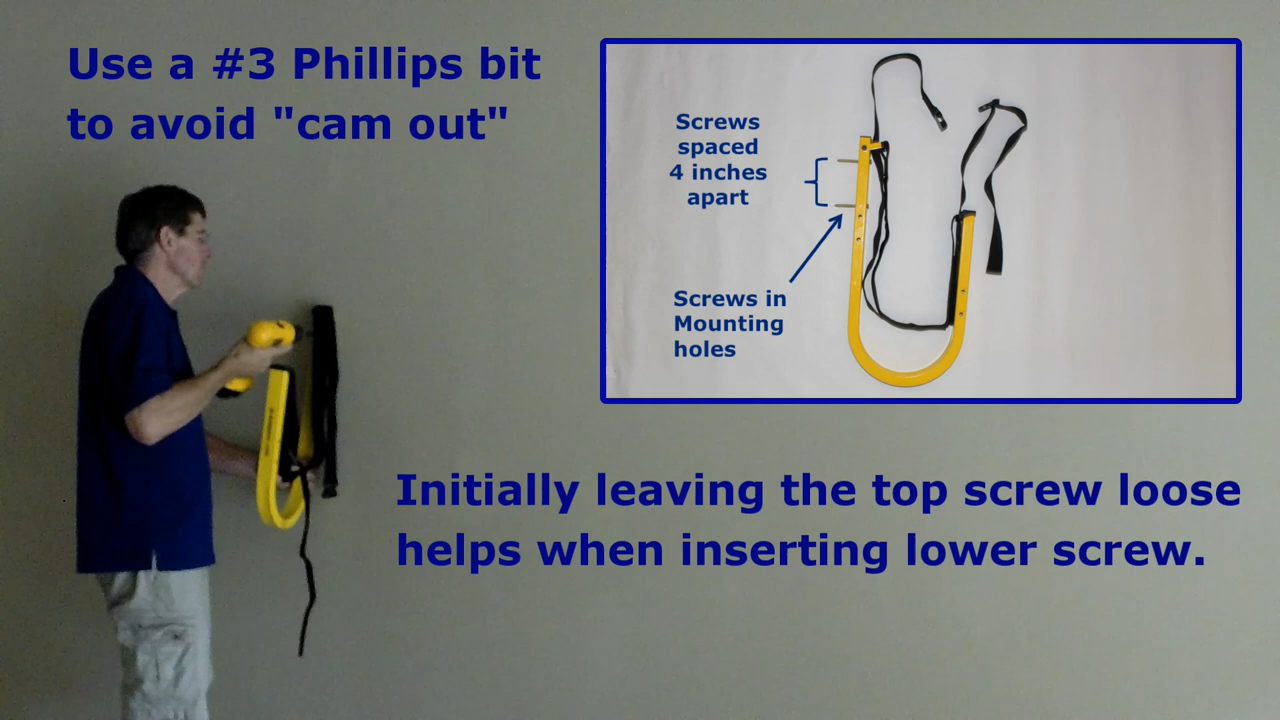 Use a #3 Phillips bit
to avoid "cam out"
Screws
spaced
4 inches
apart
Screws in
Mounting
holes
Initially leaving the top screw loose
helps when inserting lower screw.